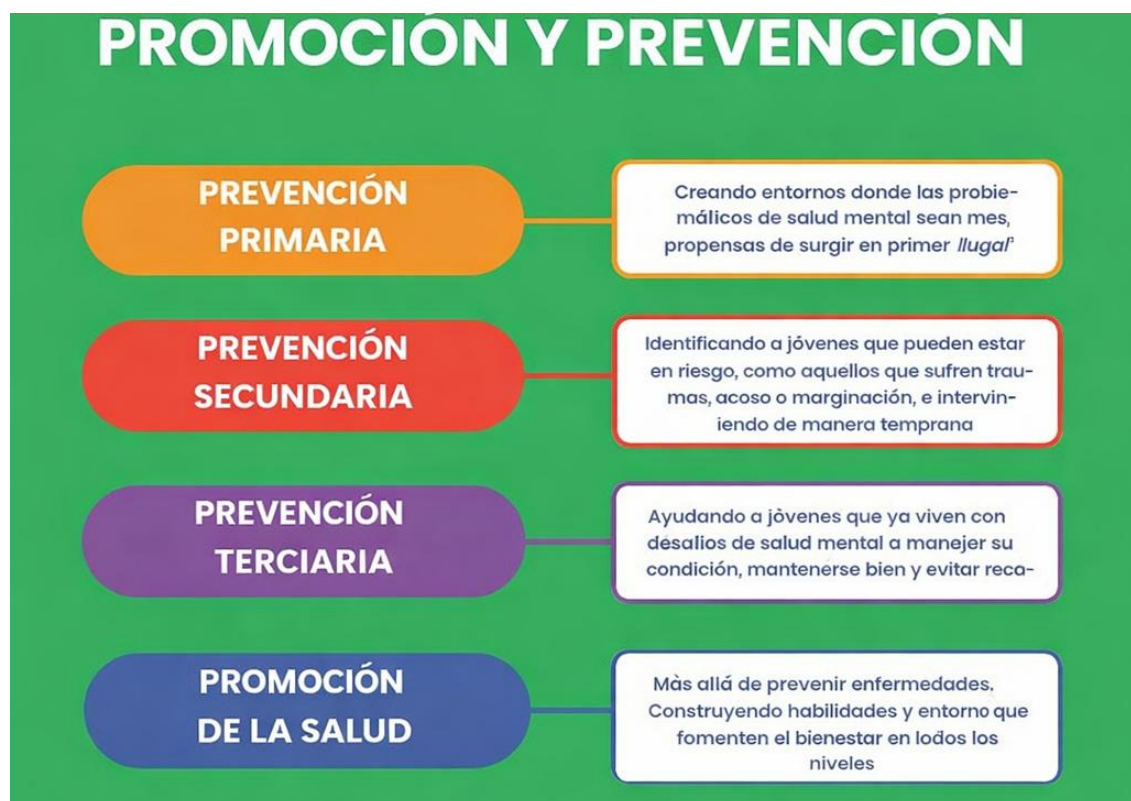 PROMOCIÓN Y PREVENCIÓN
PREVENCIÓN
PRIMARIA
Creando entornos donde las probie-
málicos de salud mental sean mes,
propensas de surgir en primer llugal’
PREVENCIÓN
SECUNDARIA
Identificando a jóvenes que pueden estar
en riesgo, como aquellos que sufren trau-
mas, acoso o marginación, e intervin-
iendo de manera temprana
PREVENCIÓN
TERCIARIA
Ayudando a jòvenes que ya viven con
desalios de salud mental a manejer su
condición, mantenerse bien y evitar reca-
PROMOCIÓN
DE LA SALUD
Màs allá de prevenir enfermedades.
Construyendo habilidades y entorno que
fomenten el bienestar en lodos los
niveles